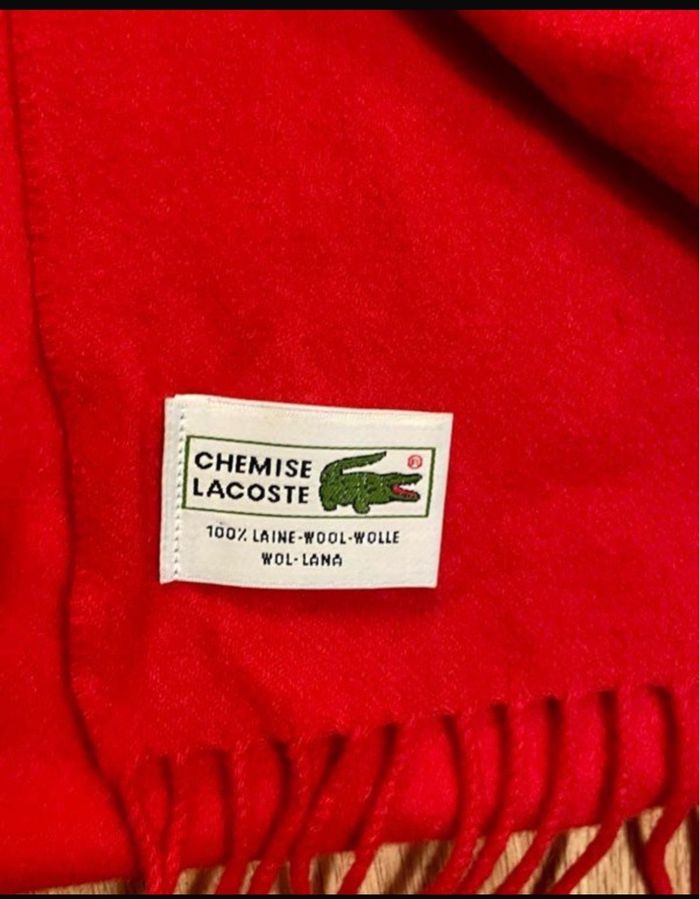 CHEMISE
LACOSTE ®
100% LAINE-WOOL-WOLLE
WOL-LANA